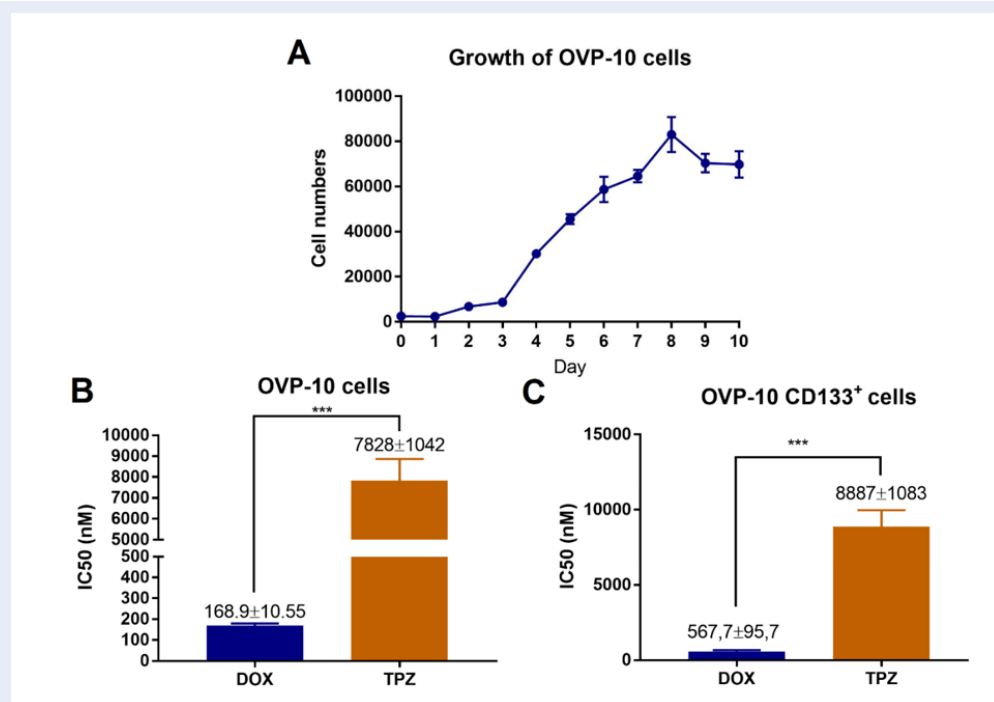 A
Growth of OVP-10 cells
Cell numbers
100000
80000
60000
40000
20000
0
0 1 2 3 4 5 6 7 8 9 10
Day
B
OVP-10 cells
***
IC50 (nM)
10000
9000
8000
7000
6000
5000
500
400
300
200
100
0
7828±1042
168.9±10.55
DOX TPZ
C
OVP-10 CD133⁺ cells
***
IC50 (nM)
15000
10000
5000
0
8887±1083
567,7±95,7
DOX TPZ